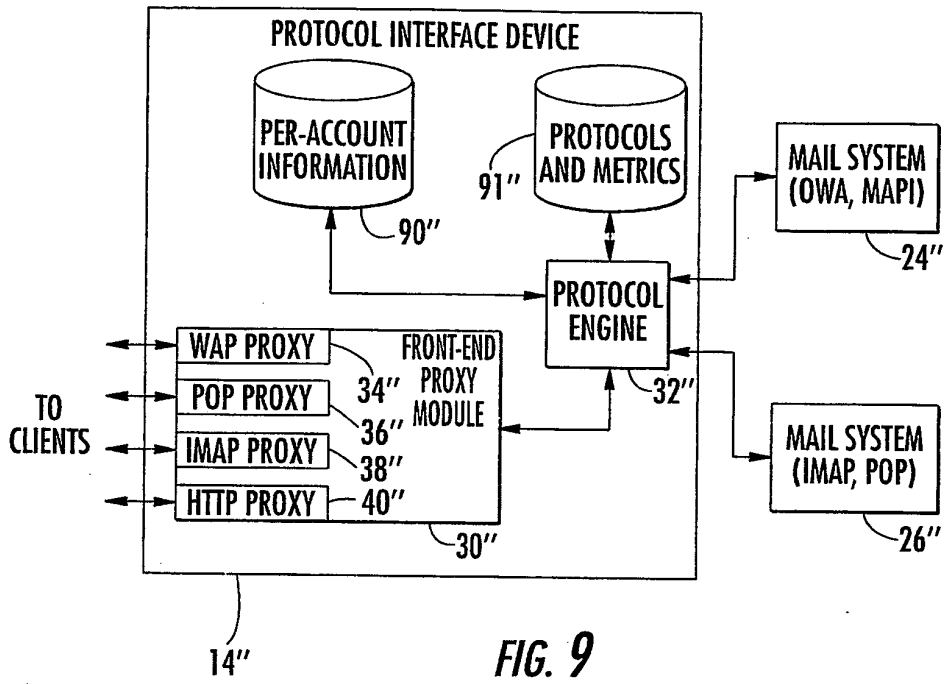 PROTOCOL INTERFACE DEVICE
PER-ACCOUNT
INFORMATION
90″
PROTOCOLS
AND METRICS
91″
MAIL SYSTEM
(OWA, MAPI)
24″
PROTOCOL
ENGINE
32″
TO
CLIENTS
WAP PROXY
34″
POP PROXY
36″
IMAP PROXY
38″
HTTP PROXY
40″
FRONT-END
PROXY
MODULE
30″
MAIL SYSTEM
(IMAP, POP)
26″
14″
FIG. 9